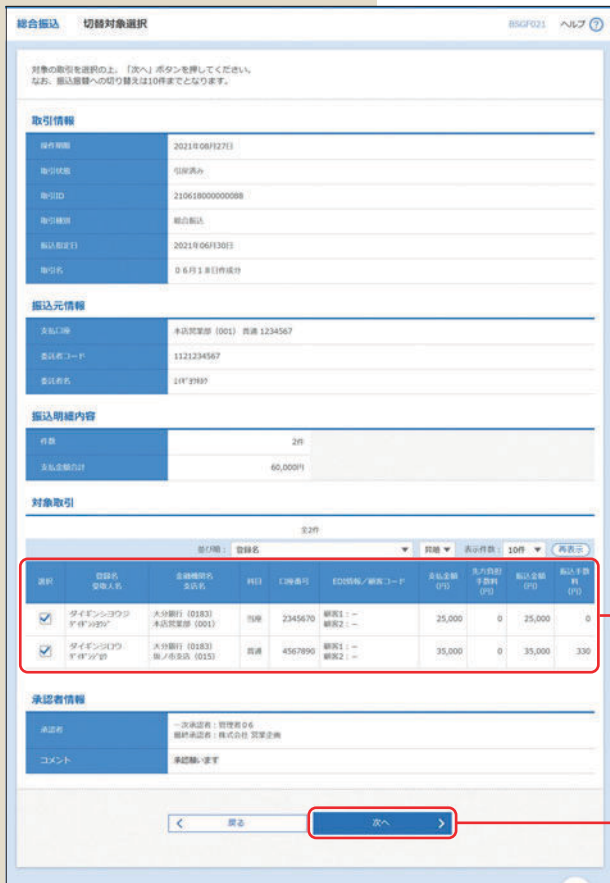 総合振込 切替対象選択 BSGF021 ヘルプ ?
対象の取引を選択の上、「次へ」ボタンを押してください。
なお、振込振替への切り替えは10件までとなります。
取引情報
操作期限 2021年08月27日
取引状態 引戻済み
取引ID 210618000000088
取引種別 総合振込
振込指定日 2021年06月30日
取引名 06月18日作成分
振込元情報
支払口座 本店営業部 (001) 普通 1234567
委託者コード 1121234567
委託者名
振込明細内容
件数 2件
支払金額合計 60,000円
対象取引
全2件
並び順: 登録名 昇順 表示件数: 10件 再表示
選択 登録名 受取人名 金融機関名 支店名 科目 口座番号 EDI情報/顧客コード 支払金額 (円) 先方負担 手数料 (円) 振込金額 (円) 振込手数 料 (円)
ダイギンシヨウジ 大分銀行 (0183) 当座 2345670 顧客1:- 25,000 0 25,000 0
本店営業部 (001) 顧客2:-
ダイギンジロウ 大分銀行 (0183) 普通 4567890 顧客1:- 35,000 0 35,000 330
坂ノ市支店 (015) 顧客2:-
承認者情報
承認者 一次承認者:管理者06
最終承認者:株式会社 営業企画
コメント 承認願います
戻る 次へ